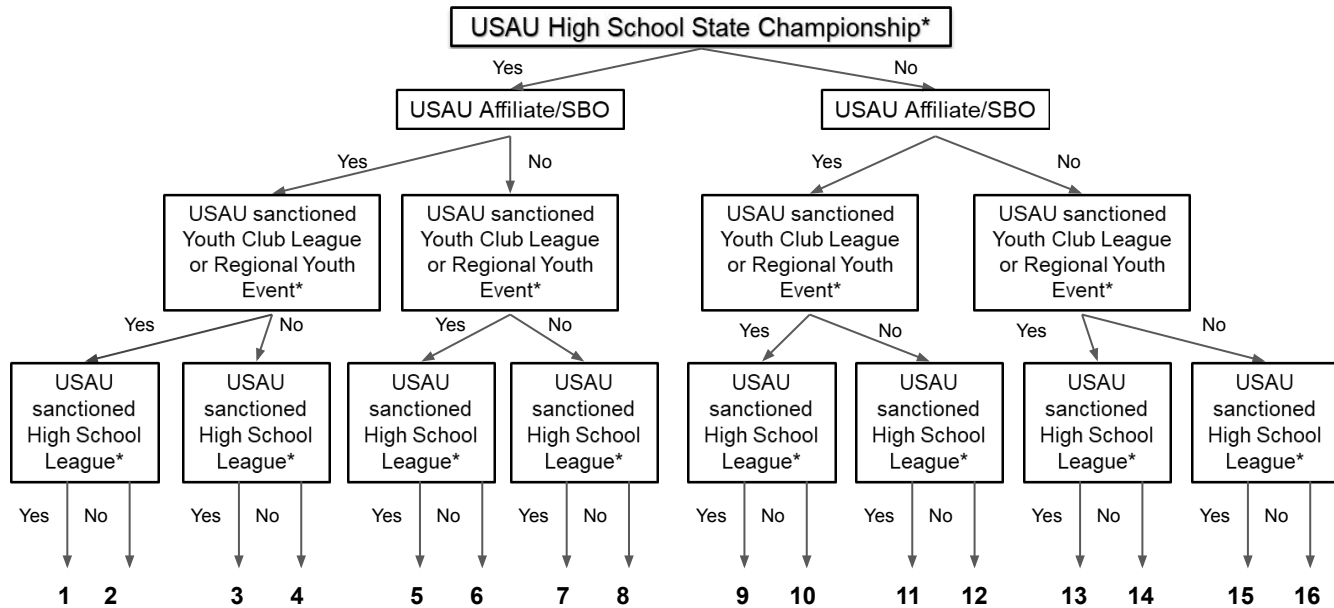 USAU High School State Championship*
Yes
No
USAU Affiliate/SBO
USAU Affiliate/SBO
Yes
No
Yes
No
USAU sanctioned
Youth Club League
or Regional Youth
Event*
USAU sanctioned
Youth Club League
or Regional Youth
Event*
USAU sanctioned
Youth Club League
or Regional Youth
Event*
USAU sanctioned
Youth Club League
or Regional Youth
Event*
Yes
No
Yes
No
Yes
No
Yes
No
USAU
sanctioned
High School
League*
USAU
sanctioned
High School
League*
USAU
sanctioned
High School
League*
USAU
sanctioned
High School
League*
USAU
sanctioned
High School
League*
USAU
sanctioned
High School
League*
USAU
sanctioned
High School
League*
USAU
sanctioned
High School
League*
Yes
No
Yes
No
Yes
No
Yes
No
Yes
No
Yes
No
Yes
No
Yes
No
1
2
3
4
5
6
7
8
9
10
11
12
13
14
15
16